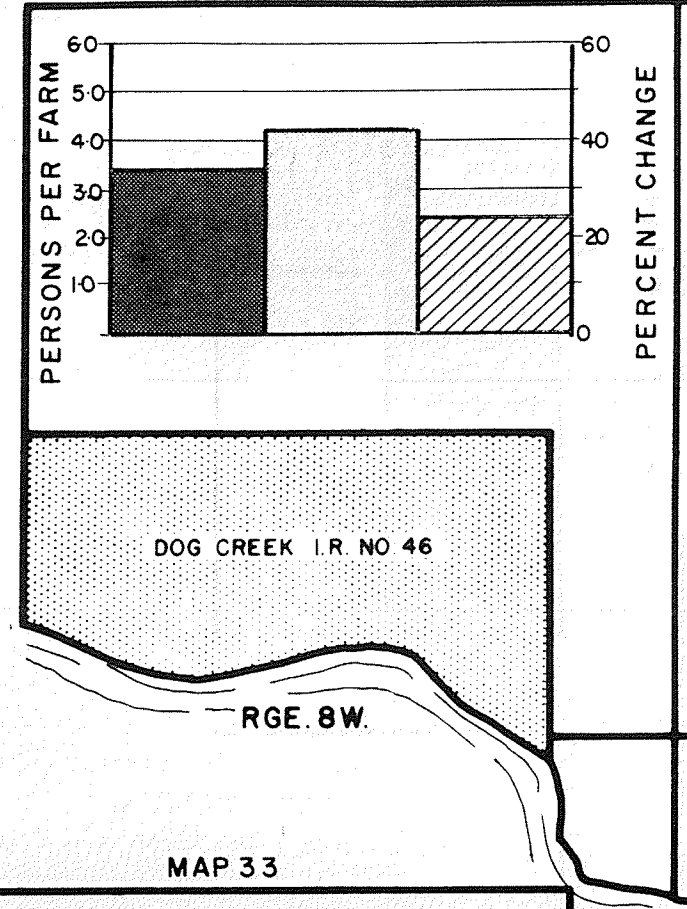 PERSONS PER FARM
6·0
5·0
4·0
3·0
2·0
1·0
60
40
20
0
PERCENT CHANGE
DOG CREEK I.R. NO 46
RGE. 8W.
MAP 33